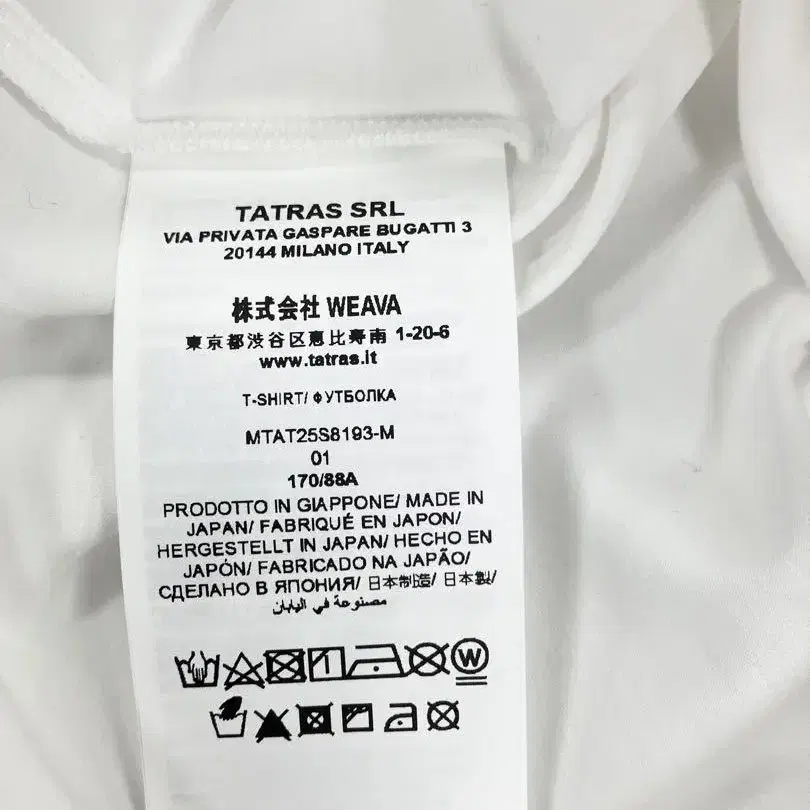 TATRAS SRL
VIA PRIVATA GASPARE BUGATTI 3
20144 MILANO ITALY
株式会社 WEAVA
東京都渋谷区恵比寿南 1-20-6
www.tatras.it
T-SHIRT/ ФУТБОЛКА
MTAT25S8193-M
01
170/88A
PRODOTTO IN GIAPPONE/ MADE IN
JAPAN/ FABRIQUÉ EN JAPON/
HERGESTELLT IN JAPAN/ HECHO EN
JAPÓN/ FABRICADO NA JAPÃO/
СДЕЛАНО В ЯПОНИЯ/ 日本制造/ 日本製/
مصنوعة في اليابان
W